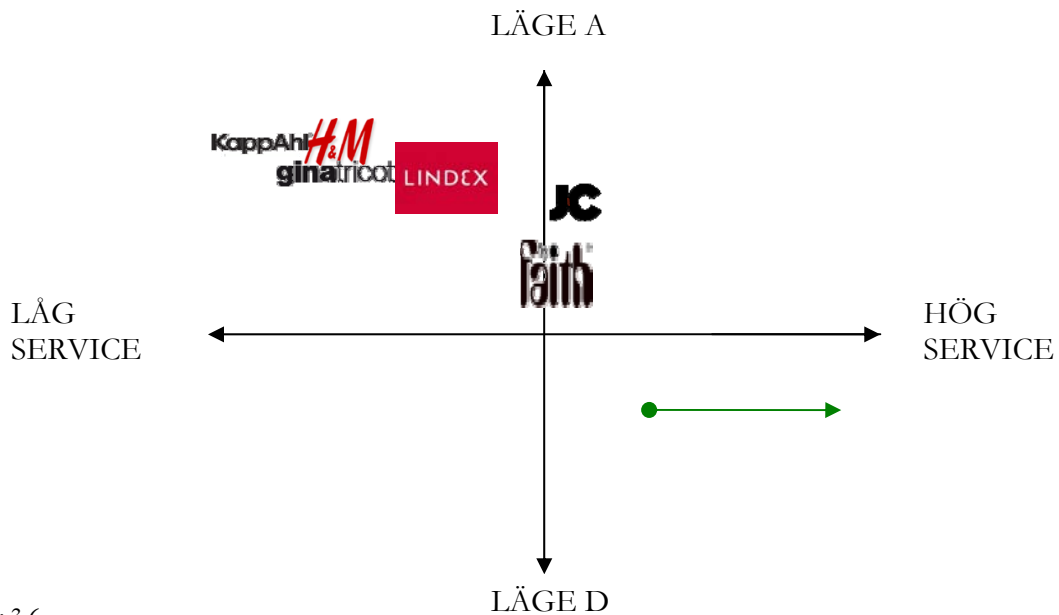 LÄGE A
KappAhl H&M
ginatricot
LINDEX
JC
faith
LÅG
SERVICE
HÖG
SERVICE
LÄGE D